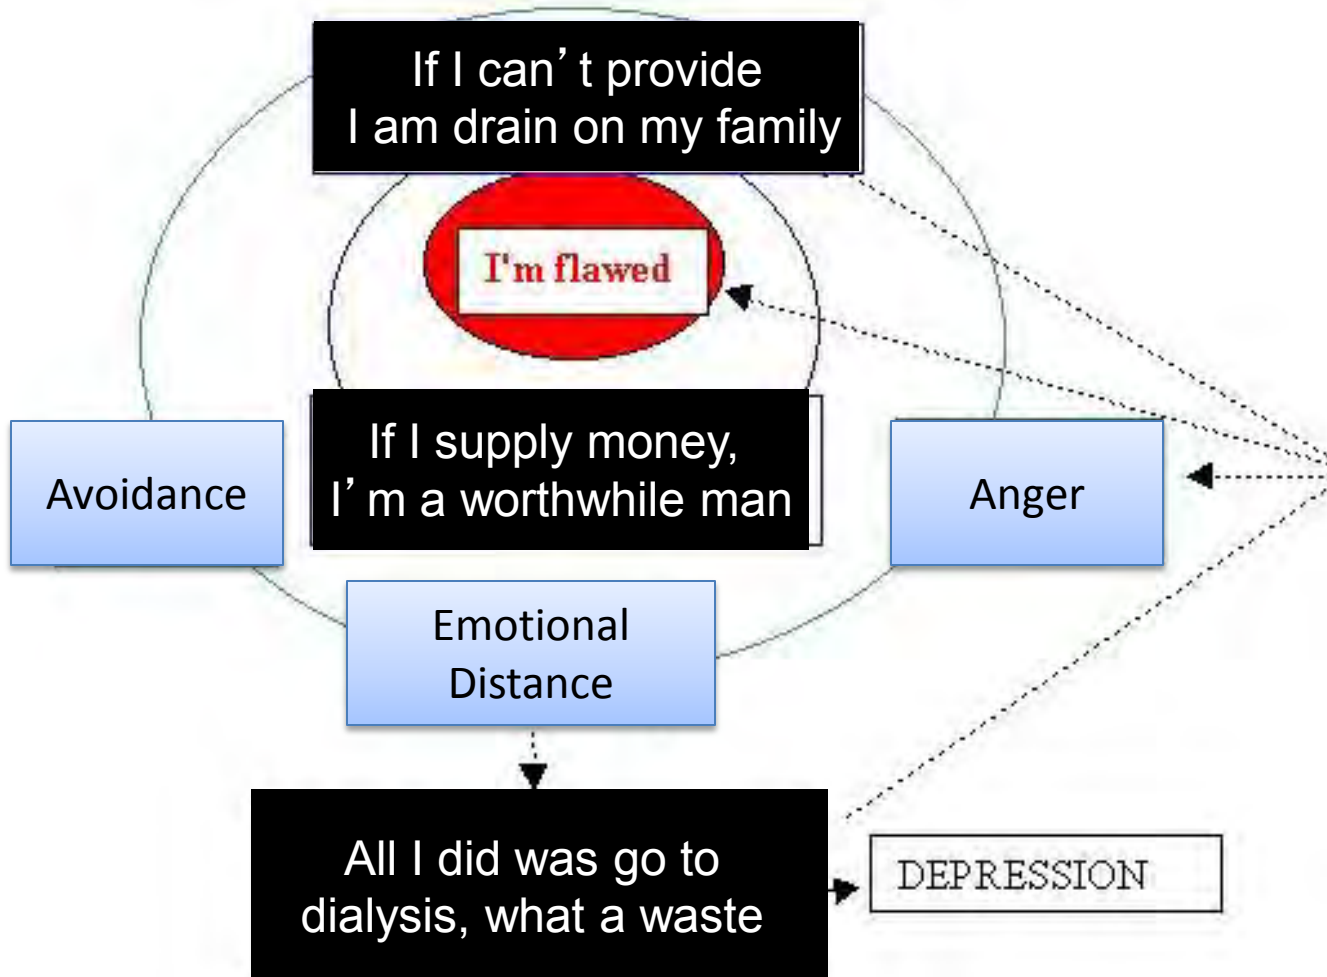 If I can’t provide
I am drain on my family
I'm flawed
If I supply money,
I’m a worthwhile man
Avoidance
Anger
Emotional
Distance
All I did was go to
dialysis, what a waste
DEPRESSION